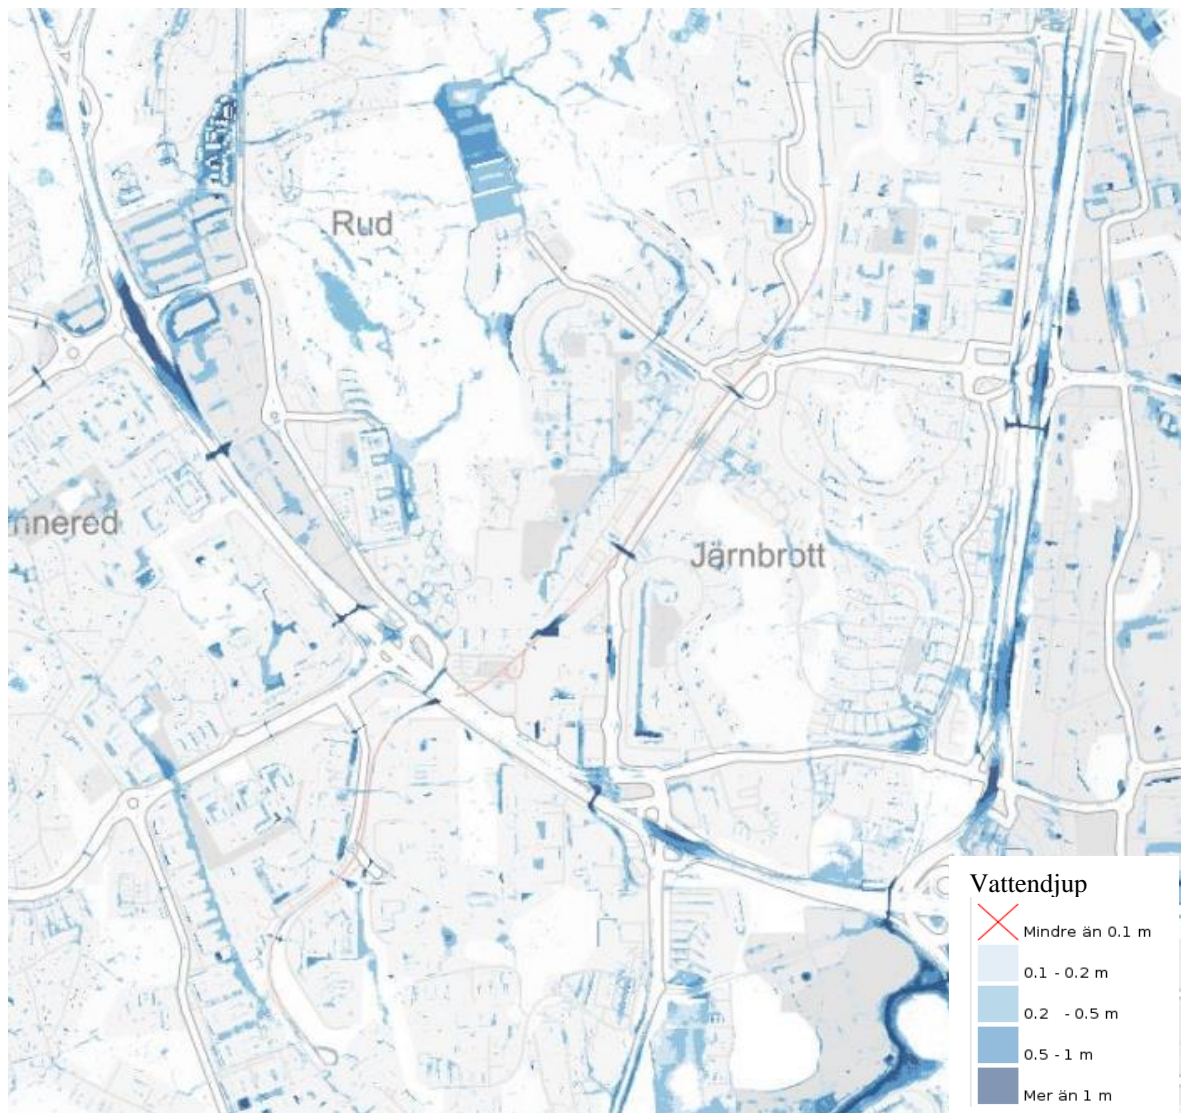 Rud
nnered
Järnbrott
Vattendjup
Mindre än 0.1 m
0.1 - 0.2 m
0.2 - 0.5 m
0.5 - 1 m
Mer än 1 m